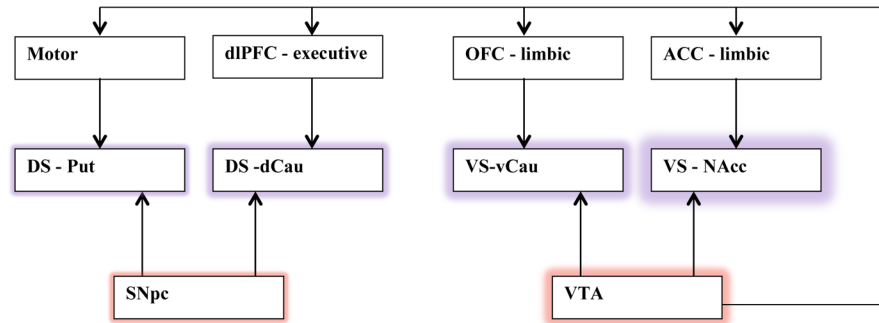 Motor
dlPFC - executive
OFC - limbic
ACC - limbic
DS - Put
DS -dCau
VS-vCau
VS - NAcc
SNpc
VTA